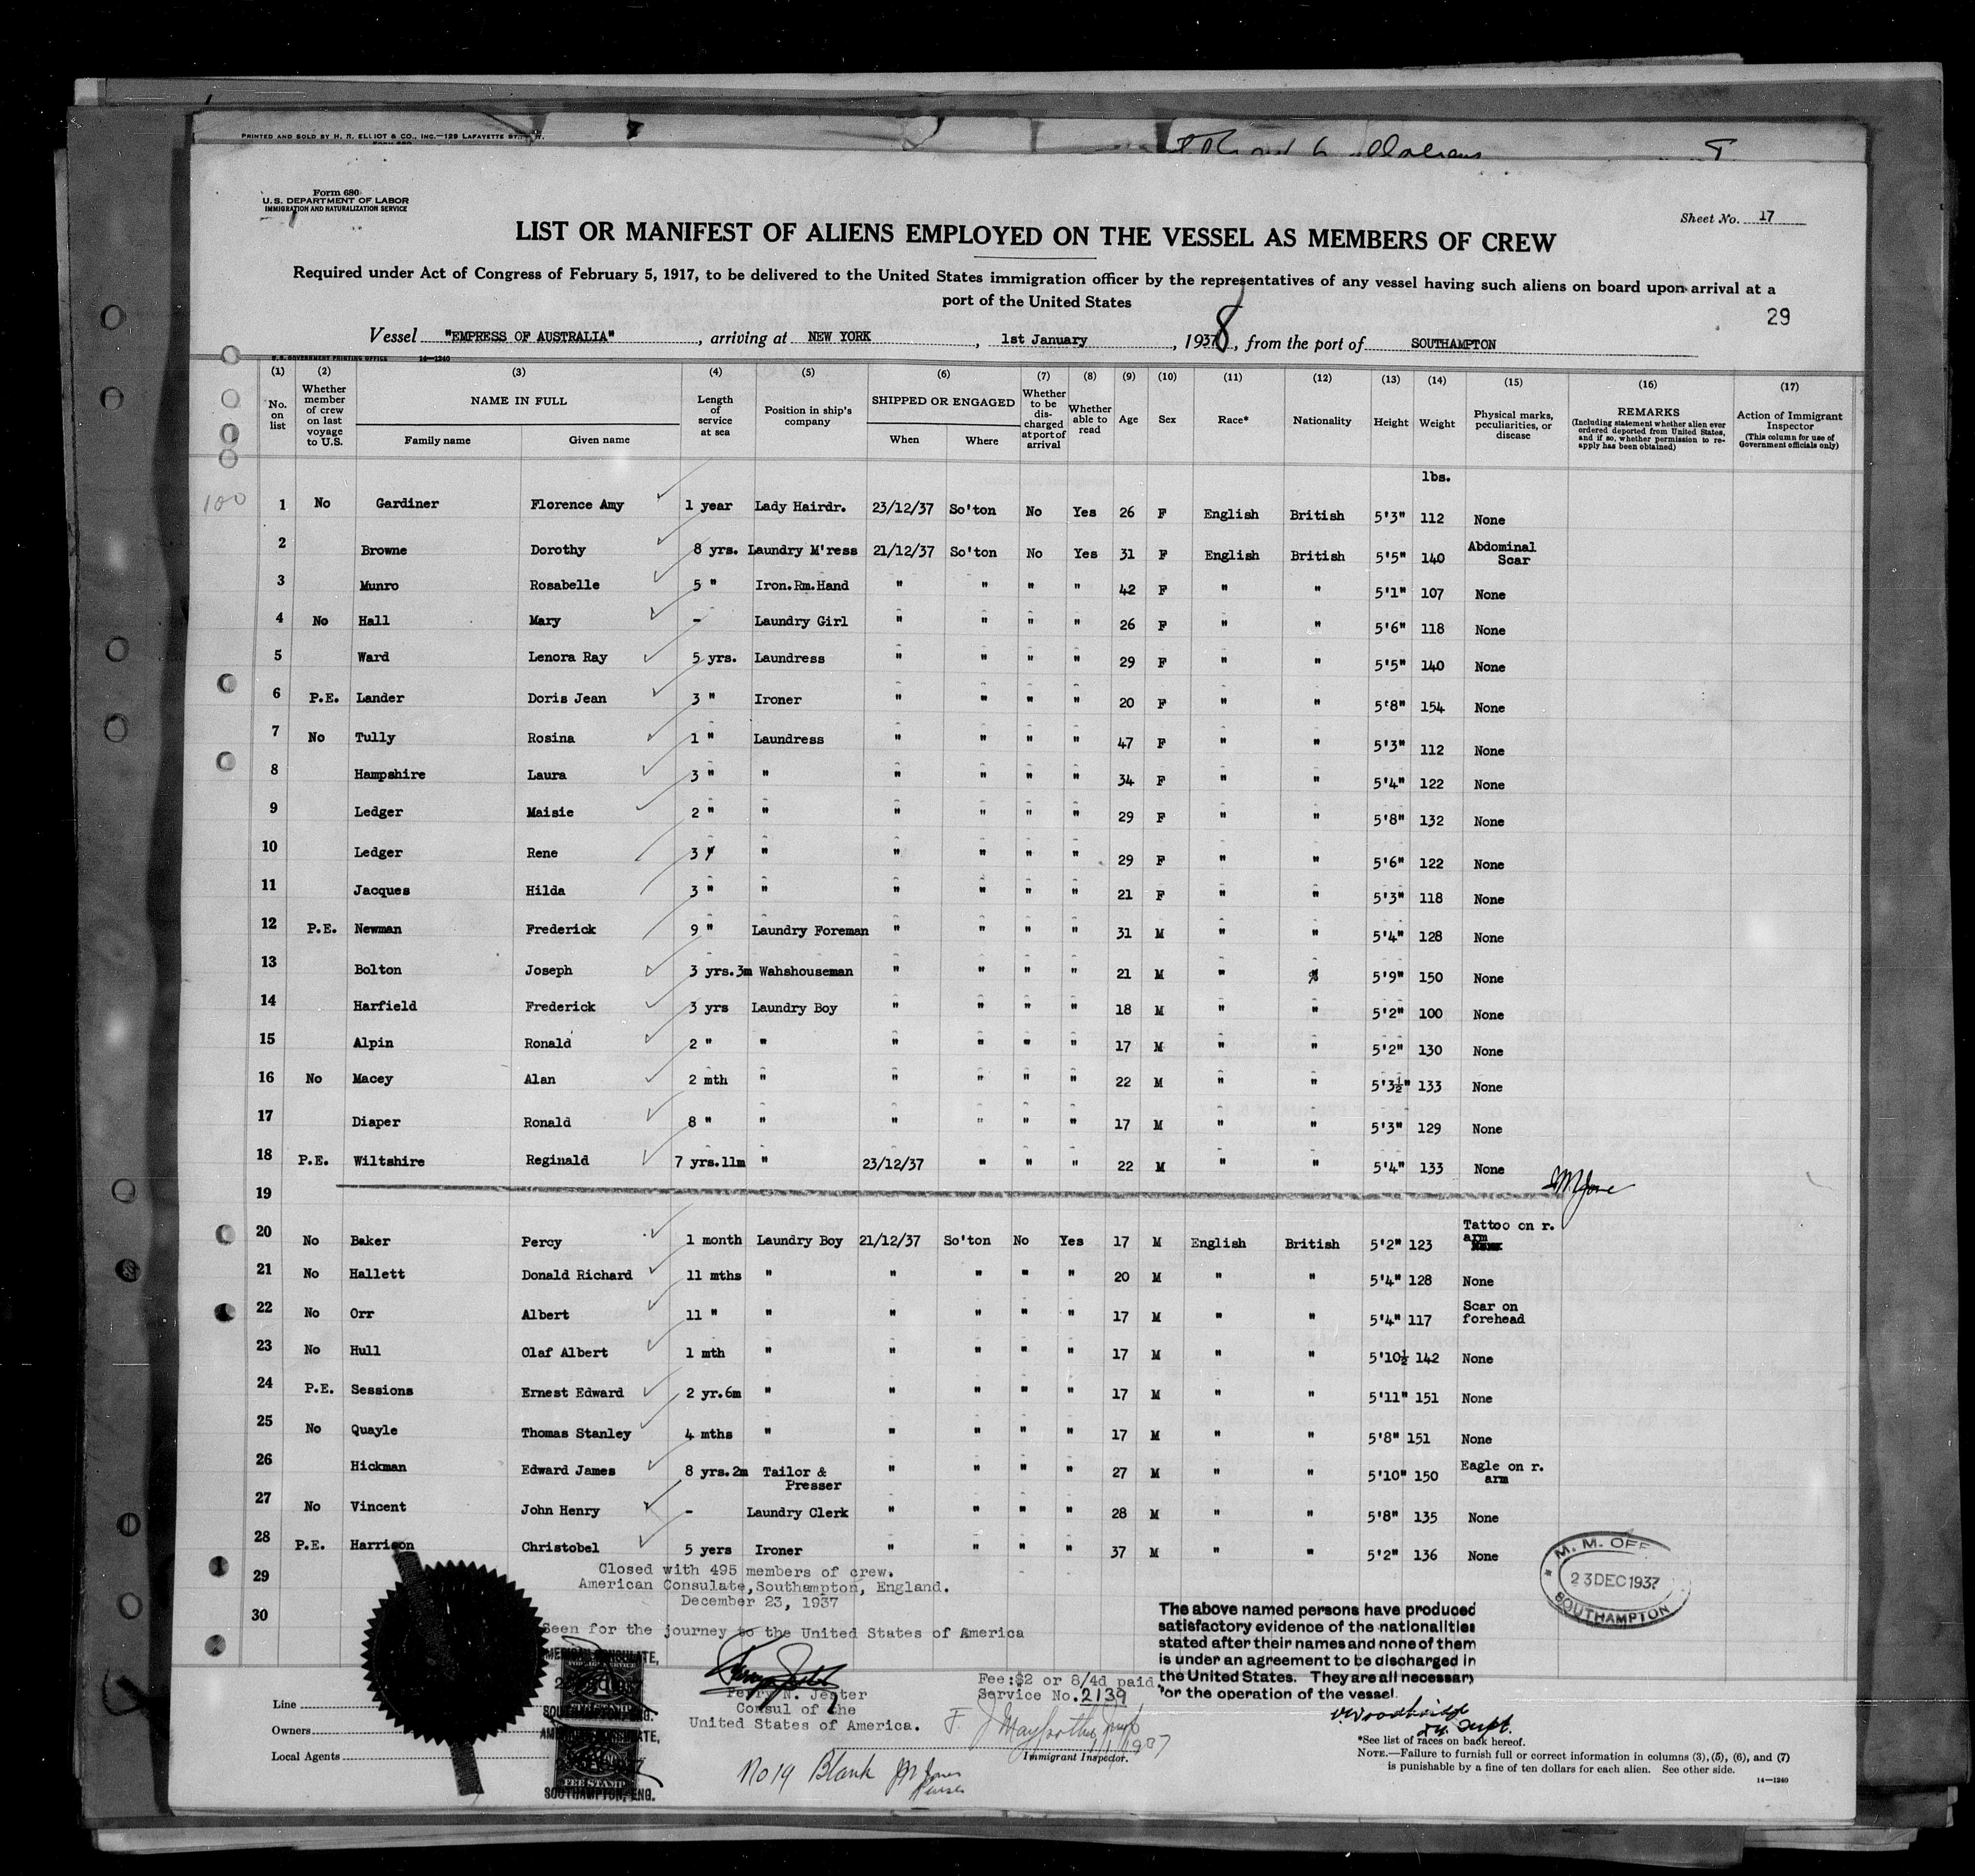 PRINTED AND SOLD BY H. R. ELLIOT & CO., INC.—129 LAFAYETTE ST., N.Y.
Form 680
U.S. DEPARTMENT OF LABOR
IMMIGRATION AND NATURALIZATION SERVICE
Sheet No. 17
LIST OR MANIFEST OF ALIENS EMPLOYED ON THE VESSEL AS MEMBERS OF CREW
Required under Act of Congress of February 5, 1917, to be delivered to the United States immigration officer by the representatives of any vessel having such aliens on board upon arrival at a
port of the United States
29
Vessel "EMPRESS OF AUSTRALIA", arriving at NEW YORK, 1st January, 1938, from the port of SOUTHAMPTON
U.S. GOVERNMENT PRINTING OFFICE 14—1240
(1) (2) (3) (4) (5) (6) (7) (8) (9) (10) (11) (12) (13) (14) (15) (16) (17)
No. on list
Whether member of crew on last voyage to U.S.
NAME IN FULL
Family name Given name
Length of service at sea
Position in ship's company
SHIPPED OR ENGAGED
When Where
Whether to be discharged at port of arrival
Whether able to read
Age
Sex
Race*
Nationality
Height
Weight
Physical marks, peculiarities, or disease
REMARKS
(Including statement whether alien ever ordered deported from United States, and if so, whether permission to re-apply has been obtained)
Action of Immigrant Inspector
(This column for use of Government officials only)
lbs.
100
1 No Gardiner Florence Amy 1 year Lady Hairdr. 23/12/37 So'ton No Yes 26 F English British 5'3" 112 None
2 Browne Dorothy 8 yrs. Laundry M'ress 21/12/37 So'ton No Yes 31 F English British 5'5" 140 Abdominal Scar
3 Munro Rosabelle 5 " Iron.Rm.Hand " " " " 42 F " " 5'1" 107 None
4 No Hall Mary - Laundry Girl " " " " 26 F " " 5'6" 118 None
5 Ward Lenora Ray 5 yrs. Laundress " " " " 29 F " " 5'5" 140 None
6 P.E. Lander Doris Jean 3 " Ironer " " " " 20 F " " 5'8" 154 None
7 No Tully Rosina 1 " Laundress " " " " 47 F " " 5'3" 112 None
8 Hampshire Laura 3 " " " " " " 34 F " " 5'4" 122 None
9 Ledger Maisie 2 " " " " " " 29 F " " 5'8" 132 None
10 Ledger Rene 3 " " " " " " 29 F " " 5'6" 122 None
11 Jacques Hilda 3 " " " " " " 21 F " " 5'3" 118 None
12 P.E. Newman Frederick 9 " Laundry Foreman " " " " 31 M " " 5'4" 128 None
13 Bolton Joseph 3 yrs.3m Wahshouseman " " " " 21 M " " 5'9" 150 None
14 Harfield Frederick 3 yrs Laundry Boy " " " " 18 M " " 5'2" 100 None
15 Alpin Ronald 2 " " " " " " 17 M " " 5'2" 130 None
16 No Macey Alan 2 mth " " " " " 22 M " " 5'3½" 133 None
17 Diaper Ronald 8 " " " " " " 17 M " " 5'3" 129 None
18 P.E. Wiltshire Reginald 7 yrs.11m " 23/12/37 " " " 22 M " " 5'4" 133 None
19
20 No Baker Percy 1 month Laundry Boy 21/12/37 So'ton No Yes 17 M English British 5'2" 123 Tattoo on r. arm
21 No Hallett Donald Richard 11 mths " " " " " 20 M " " 5'4" 128 None
22 No Orr Albert 11 " " " " " " 17 M " " 5'4" 117 Scar on forehead
23 No Hull Olaf Albert 1 mth " " " " " 17 M " " 5'10½ 142 None
24 P.E. Sessions Ernest Edward 2 yr.6m " " " " " 17 M " " 5'11" 151 None
25 No Quayle Thomas Stanley 4 mths " " " " " 17 M " " 5'8" 151 None
26 Hickman Edward James 8 yrs.2m Tailor & Presser " " " " 27 M " " 5'10" 150 Eagle on r. arm
27 No Vincent John Henry - Laundry Clerk " " " " 28 M " " 5'8" 135 None
28 P.E. Harrison Christobel 5 yers Ironer " " " " 37 M " " 5'2" 136 None
29
30
Closed with 495 members of crew.
American Consulate, Southampton, England.
December 23, 1937
Seen for the journey to the United States of America
M. M. OFF
23 DEC 1937
SOUTHAMPTON
The above named persons have produced
satisfactory evidence of the nationalities
stated after their names and none of them
is under an agreement to be discharged in
the United States. They are all necessary
for the operation of the vessel.
AMERICAN CONSULATE,
SOUTHAMPTON, ENG.
AMERICAN CONSULATE,
FEE STAMP
SOUTHAMPTON, ENG.
Perry N. Jester
Consul of the
United States of America.
Fee:$2 or 8/4d paid.
Service No. 2139
Immigrant Inspector.
Line
Owners
Local Agents
No 19 Blank
*See list of races on back hereof.
NOTE.—Failure to furnish full or correct information in columns (3), (5), (6), and (7)
is punishable by a fine of ten dollars for each alien. See other side.
14—1240